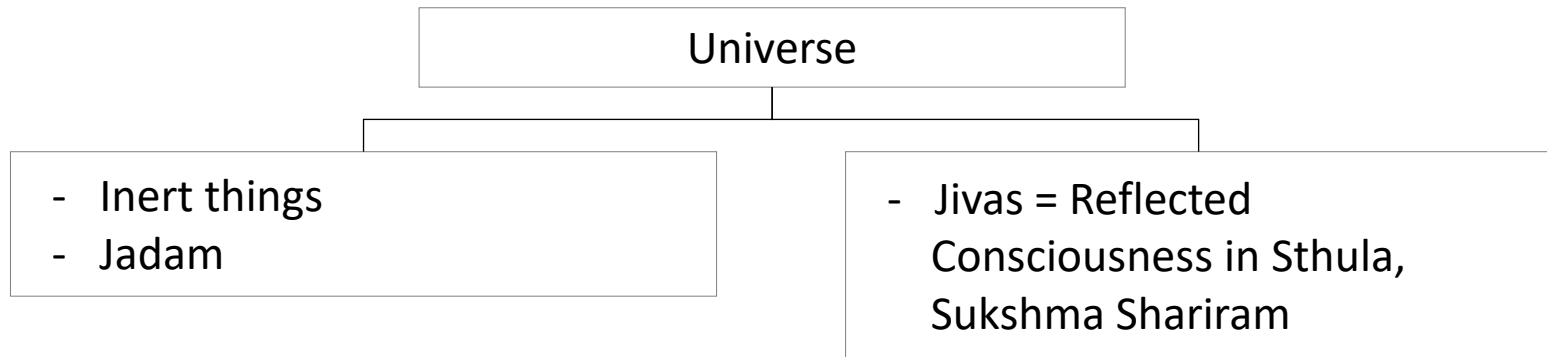 Universe
- Inert things
- Jadam
- Jivas = Reflected
Consciousness in Sthula,
Sukshma Shariram